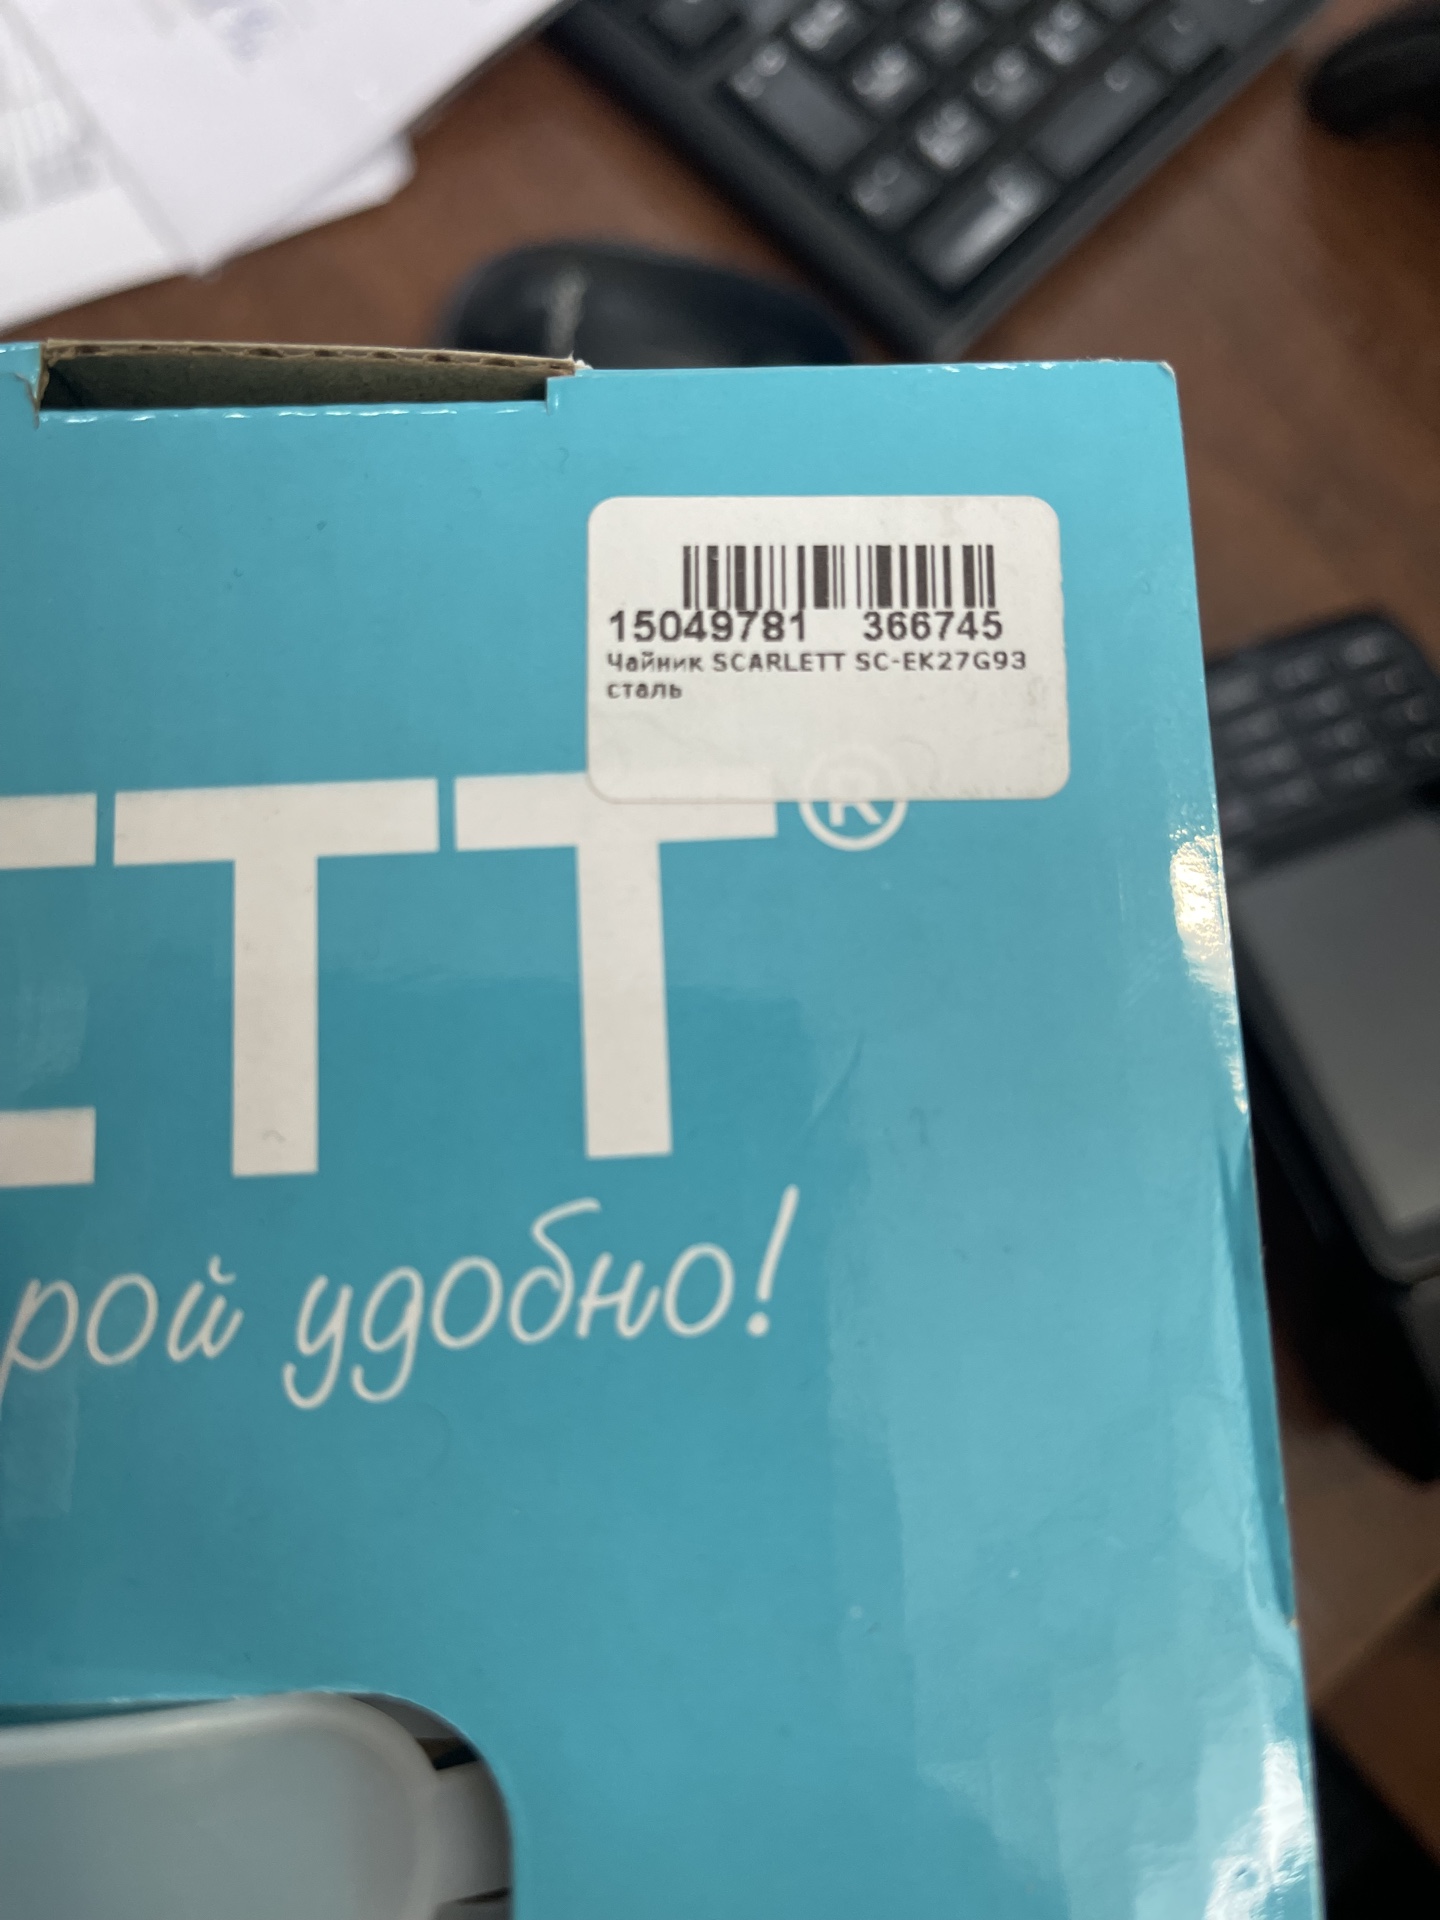 15049781 366745
Чайник SCARLETT SC-EK27G93
сталь
ETT®
рой удобно!